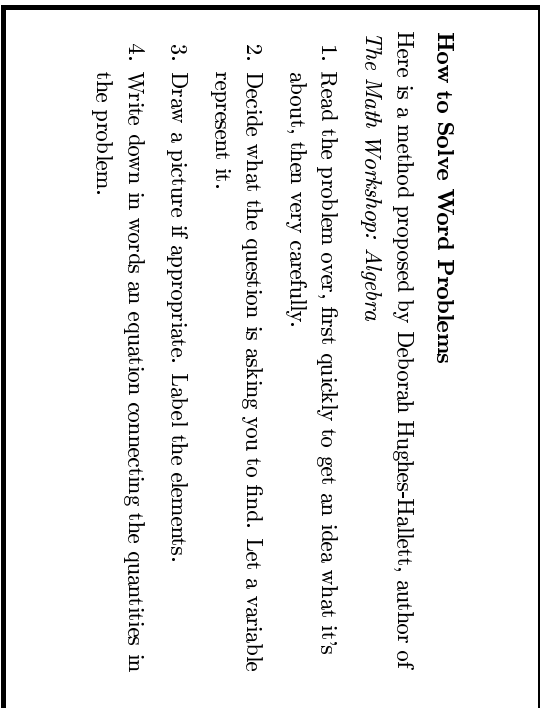 How to Solve Word Problems
Here is a method proposed by Deborah Hughes-Hallett, author of
The Math Workshop: Algebra
1. Read the problem over, first quickly to get an idea what it's
about, then very carefully.
2. Decide what the question is asking you to find. Let a variable
represent it.
3. Draw a picture if appropriate. Label the elements.
4. Write down in words an equation connecting the quantities in
the problem.